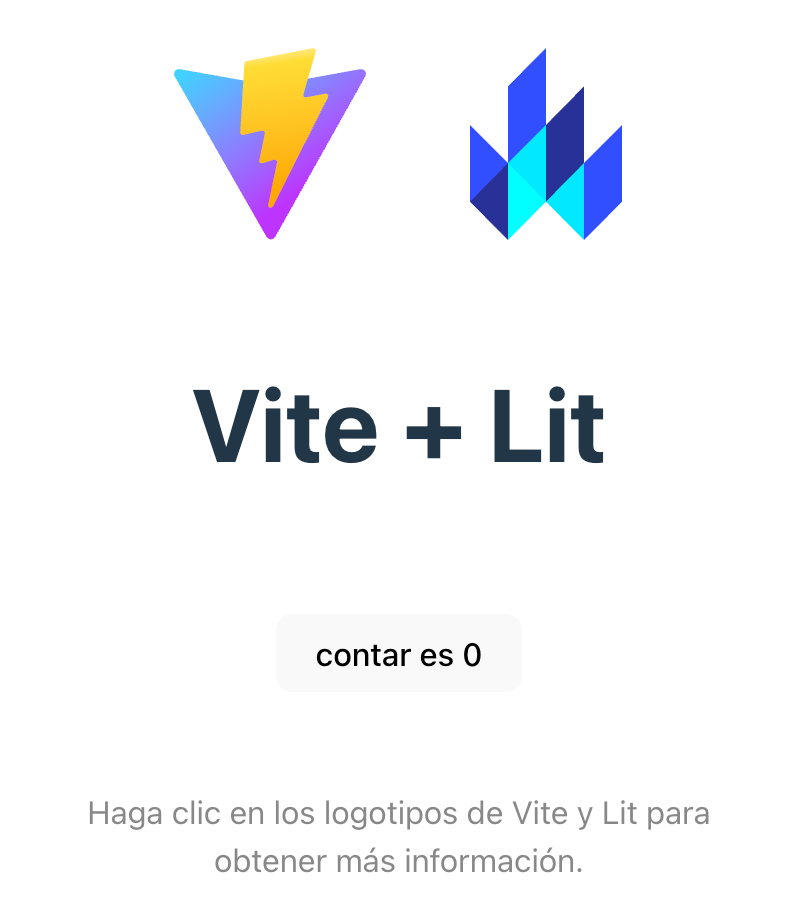 Vite + Lit
contar es 0
Haga clic en los logotipos de Vite y Lit para
obtener más información.